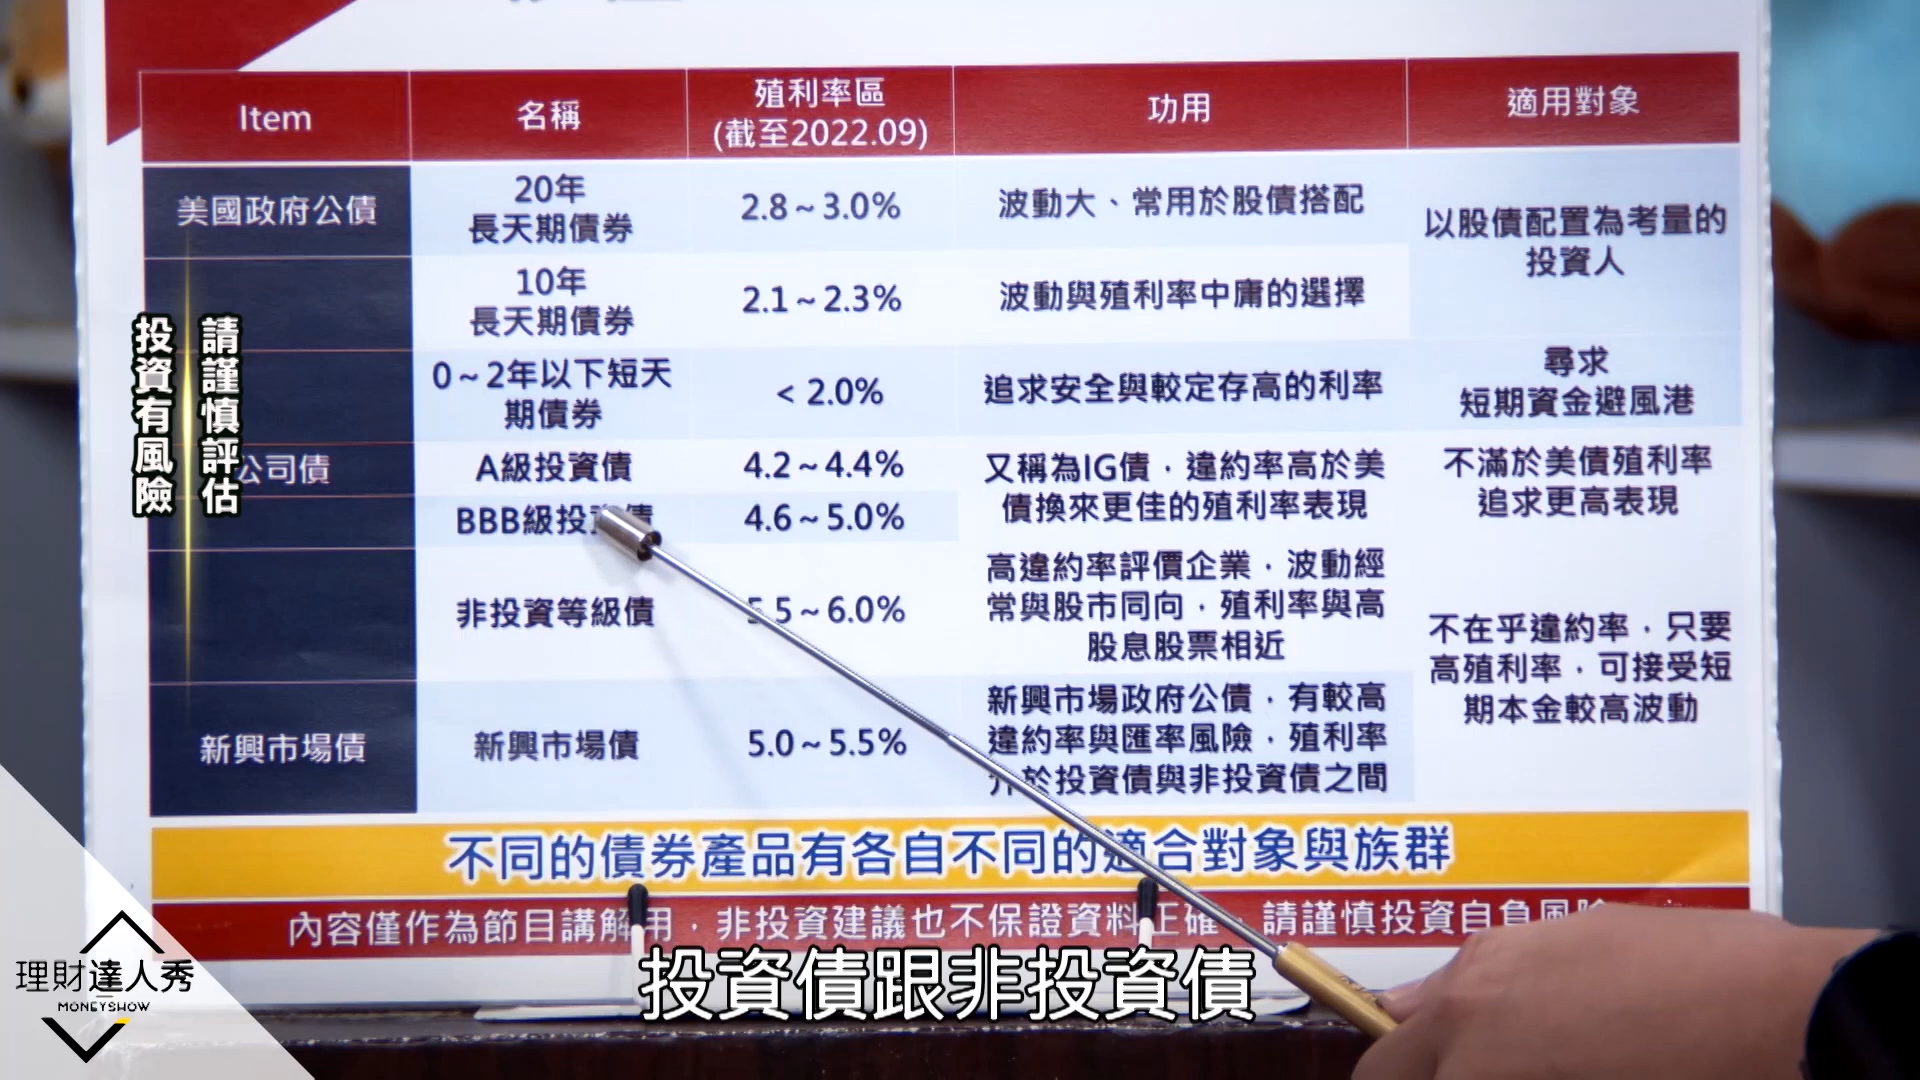 Item
名稱
殖利率區
(截至2022.09)
功用
適用對象
美國政府公債
20年
長天期債券
2.8～3.0%
波動大、常用於股債搭配
以股債配置為考量的
投資人
10年
長天期債券
2.1～2.3%
波動與殖利率中庸的選擇
0～2年以下短天
期債券
< 2.0%
追求安全與較定存高的利率
尋求
短期資金避風港
公司債
A級投資債
4.2～4.4%
又稱為IG債，違約率高於美
債換來更佳的殖利率表現
不滿於美債殖利率
追求更高表現
BBB級投資債
4.6～5.0%
非投資等級債
5.5～6.0%
高違約率評價企業，波動經
常與股市同向，殖利率與高
股息股票相近
不在乎違約率，只要
高殖利率，可接受短
期本金較高波動
新興市場債
新興市場債
5.0～5.5%
新興市場政府公債，有較高
違約率與匯率風險，殖利率
介於投資債與非投資債之間
不同的債券產品有各自不同的適合對象與族群
內容僅作為節目講解用，非投資建議也不保證資料正確，請謹慎投資自負風險
投資有風險
請謹慎評估
理財達人秀
MONEYSHOW
投資債跟非投資債